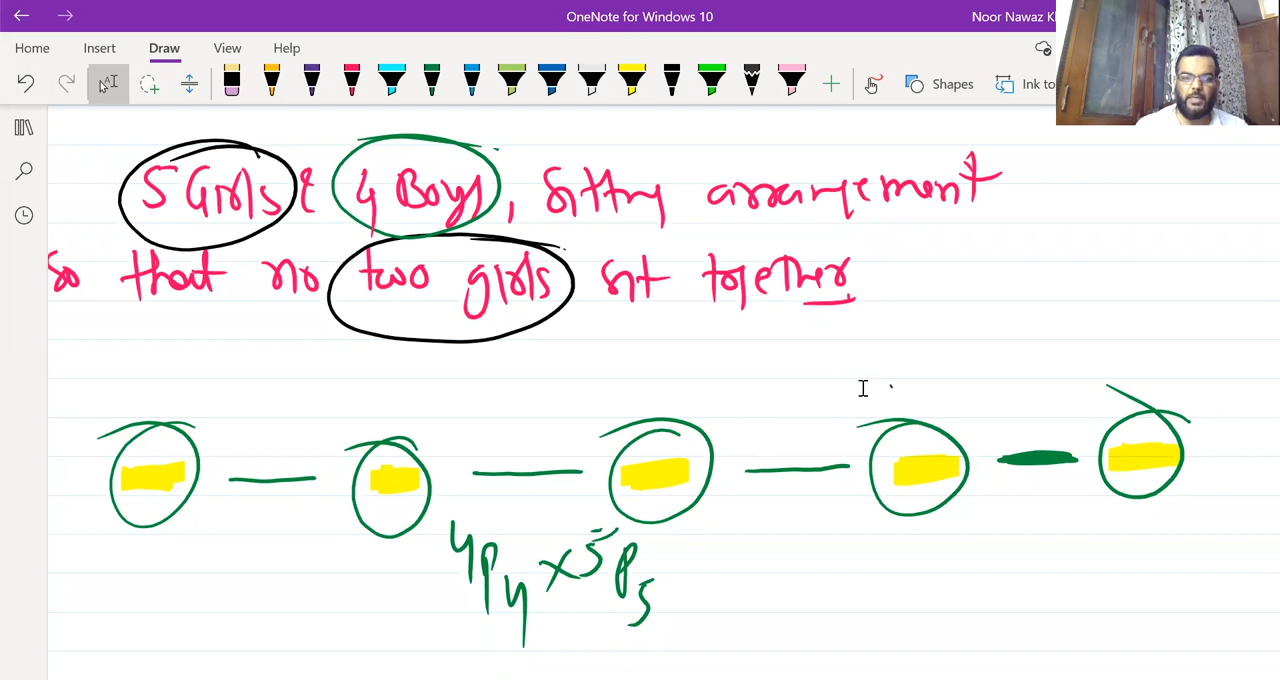 OneNote for Windows 10
Noor Nawaz Kh
Home Insert Draw View Help
Shapes Ink to
5 Girls & 4 Boys, sitting arrangement
so that no two girls sit together
4P4 × 5P5